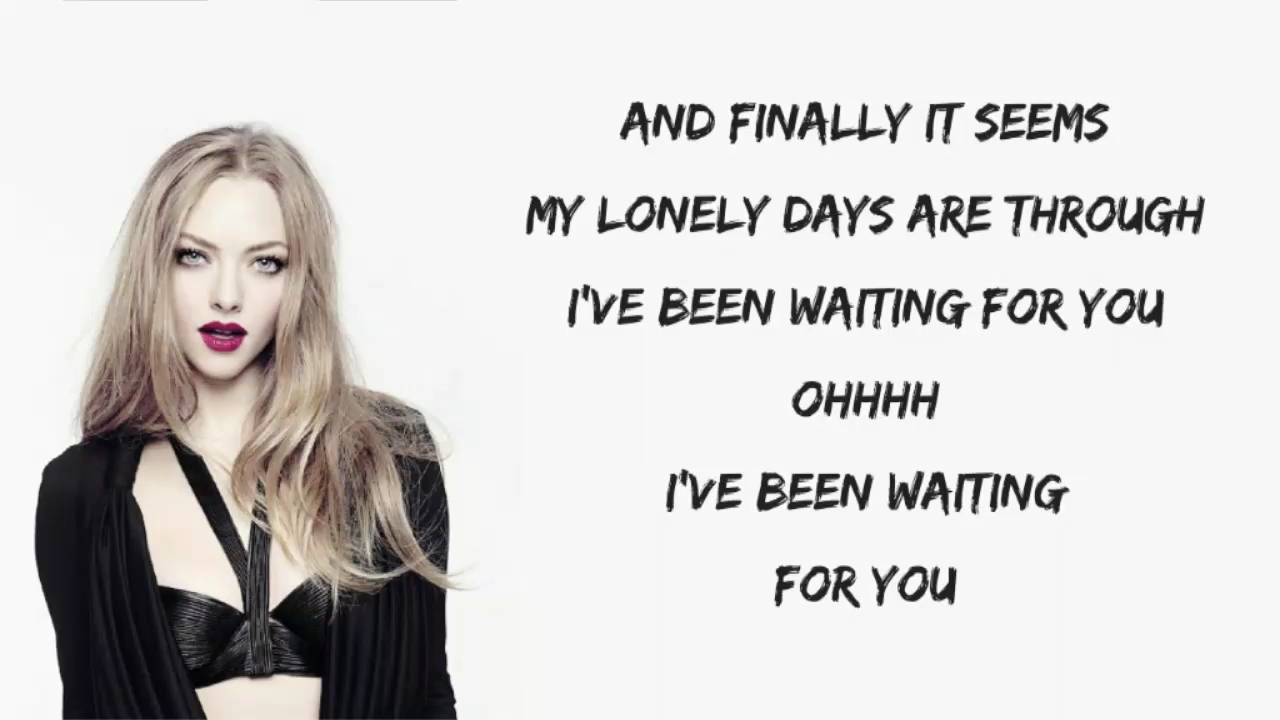 AND FINALLY IT SEEMS
MY LONELY DAYS ARE THROUGH
I'VE BEEN WAITING FOR YOU
OHHHH
I'VE BEEN WAITING
FOR YOU